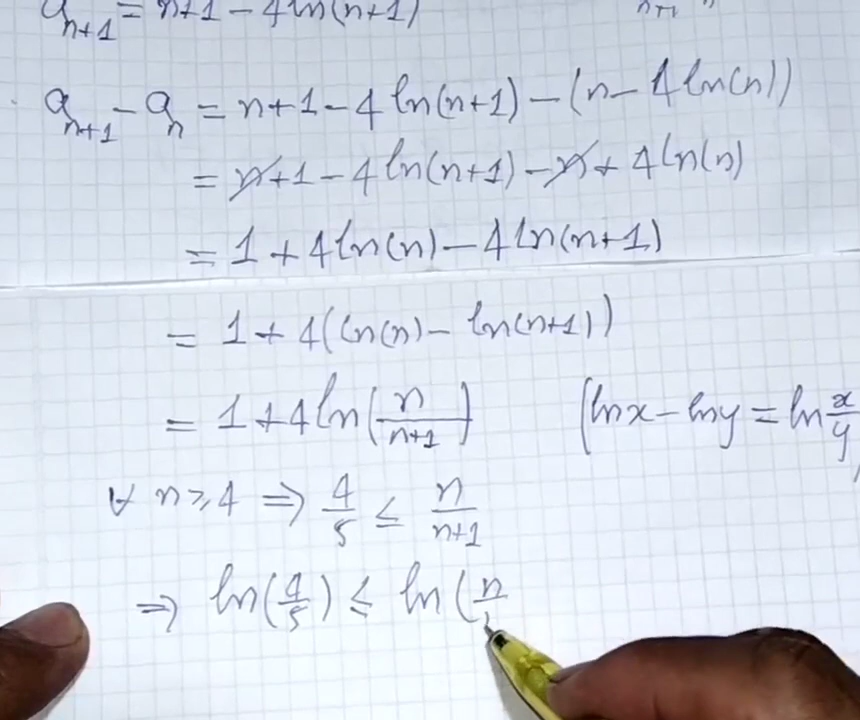 a_{n+1} = n+1 - 4 ln(n+1)
a_{n+1} - a_n = n+1 - 4 ln(n+1) - (n - 4 ln(n))
= n + 1 - 4 ln(n+1) - n + 4 ln(n)
= 1 + 4 ln(n) - 4 ln(n+1)
= 1 + 4(ln(n) - ln(n+1))
= 1 + 4 ln(n/(n+1)) (ln x - ln y = ln x/y
∀ n ≥ 4 ⇒ 4/5 ≤ n/(n+1)
⇒ ln(4/5) ≤ ln(n/